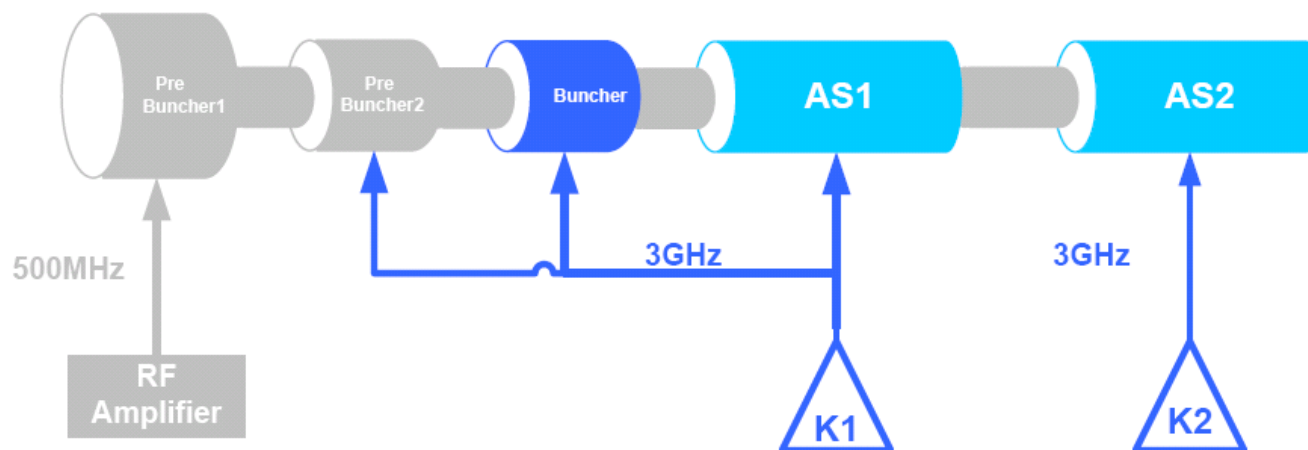 Pre
Buncher1
Pre
Buncher2
Buncher
AS1
AS2
500MHz
3GHz
3GHz
RF
Amplifier
K1
K2